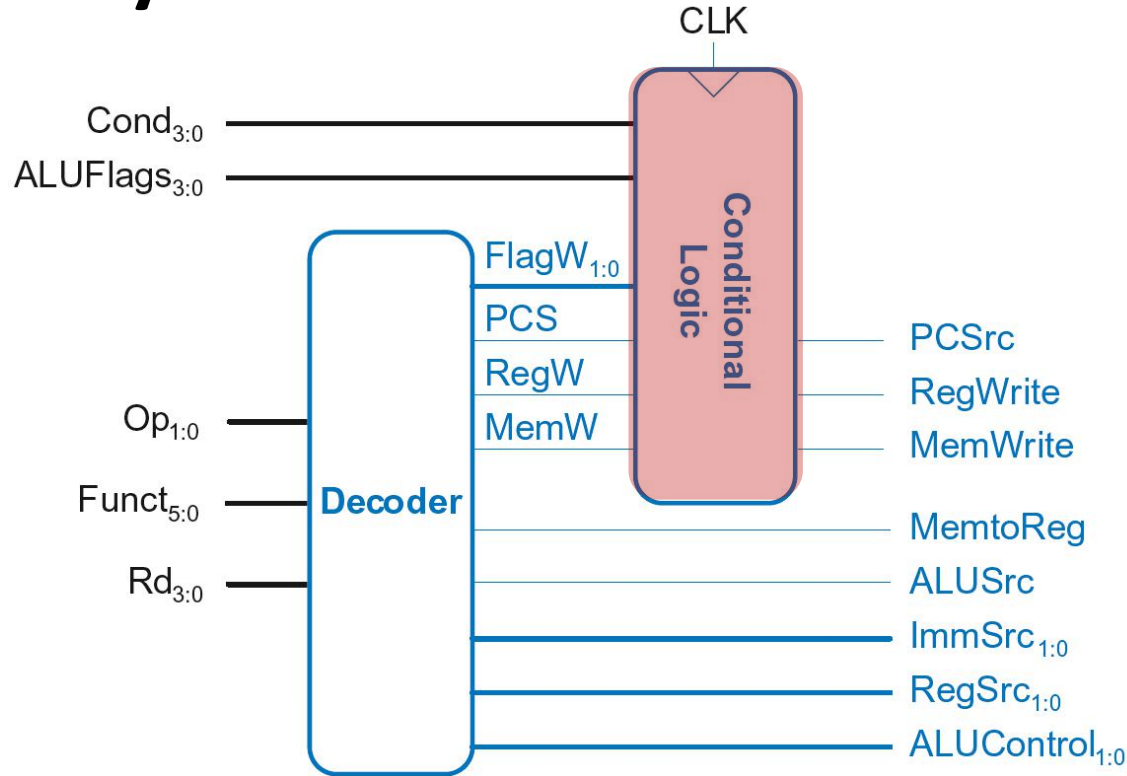 CLK
Cond3:0
ALUFlags3:0
Conditional
Logic
FlagW1:0
PCS
RegW
MemW
PCSrc
RegWrite
MemWrite
Op1:0
Funct5:0
Rd3:0
Decoder
MemtoReg
ALUSrc
ImmSrc1:0
RegSrc1:0
ALUControl1:0